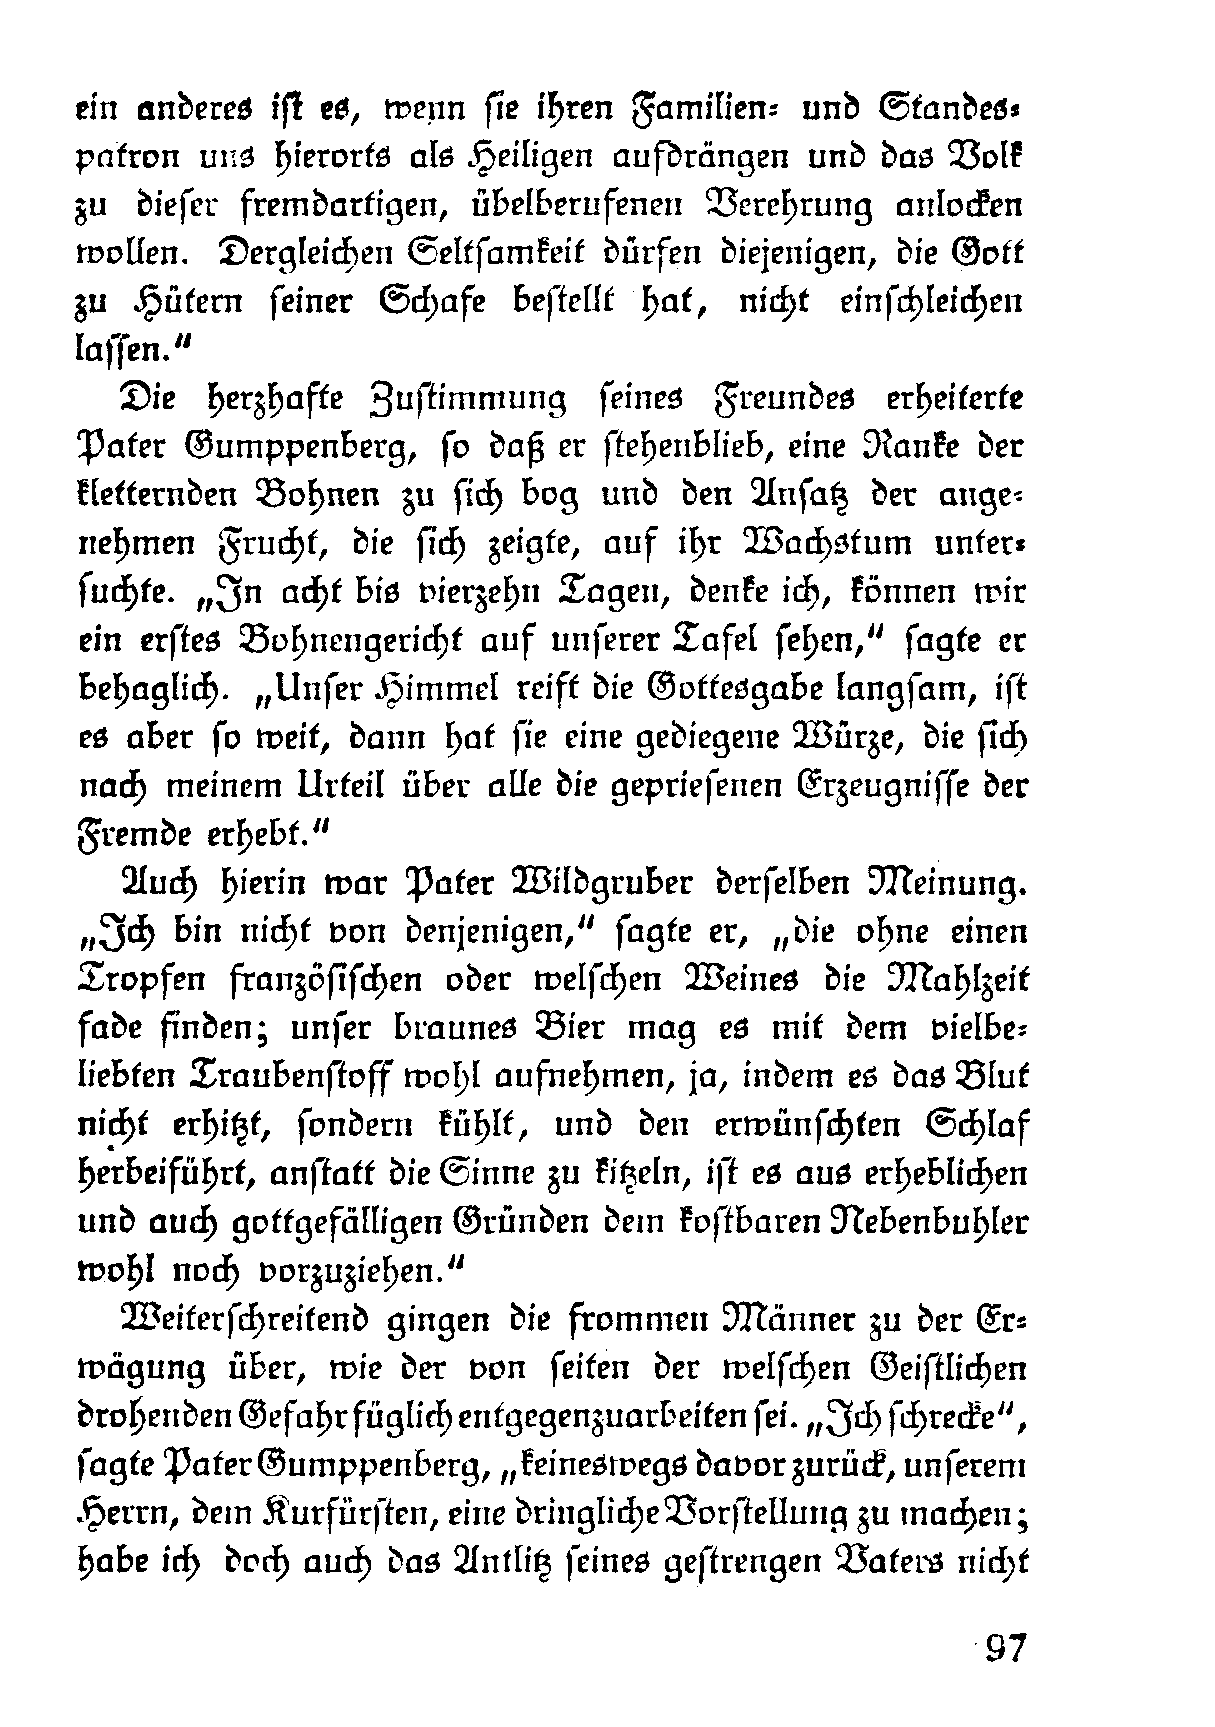 ein anderes ist es, wenn sie ihren Familien- und Standes-
patron uns hierorts als Heiligen aufdrängen und das Volk
zu dieser fremdartigen, übelberufenen Verehrung anlocken
wollen. Dergleichen Seltsamkeit dürfen diejenigen, die Gott
zu Hütern seiner Schafe bestellt hat, nicht einschleichen
lassen.“
Die herzhafte Zustimmung seines Freundes erheiterte
Pater Gumppenberg, so daß er stehenblieb, eine Ranke der
kletternden Bohnen zu sich bog und den Ansatz der ange-
nehmen Frucht, die sich zeigte, auf ihr Wachstum unter-
suchte. „In acht bis vierzehn Tagen, denke ich, können wir
ein erstes Bohnengericht auf unserer Tafel sehen,“ sagte er
behaglich. „Unser Himmel reift die Gottesgabe langsam, ist
es aber so weit, dann hat sie eine gediegene Würze, die sich
nach meinem Urteil über alle die gepriesenen Erzeugnisse der
Fremde erhebt.“
Auch hierin war Pater Wildgruber derselben Meinung.
„Ich bin nicht von denjenigen,“ sagte er, „die ohne einen
Tropfen französischen oder welschen Weines die Mahlzeit
fade finden; unser braunes Bier mag es mit dem vielbe-
liebten Traubenstoff wohl aufnehmen, ja, indem es das Blut
nicht erhitzt, sondern kühlt, und den erwünschten Schlaf
herbeiführt, anstatt die Sinne zu kitzeln, ist es aus erheblichen
und auch gottgefälligen Gründen dem kostbaren Nebenbuhler
wohl noch vorzuziehen.“
Weiterschreitend gingen die frommen Männer zu der Er-
wägung über, wie der von seiten der welschen Geistlichen
drohenden Gefahr füglich entgegenzuarbeiten sei. „Ich schrecke“,
sagte Pater Gumppenberg, „keineswegs davor zurück, unserem
Herrn, dem Kurfürsten, eine dringliche Vorstellung zu machen;
habe ich doch auch das Antlitz seines gestrengen Vaters nicht
97